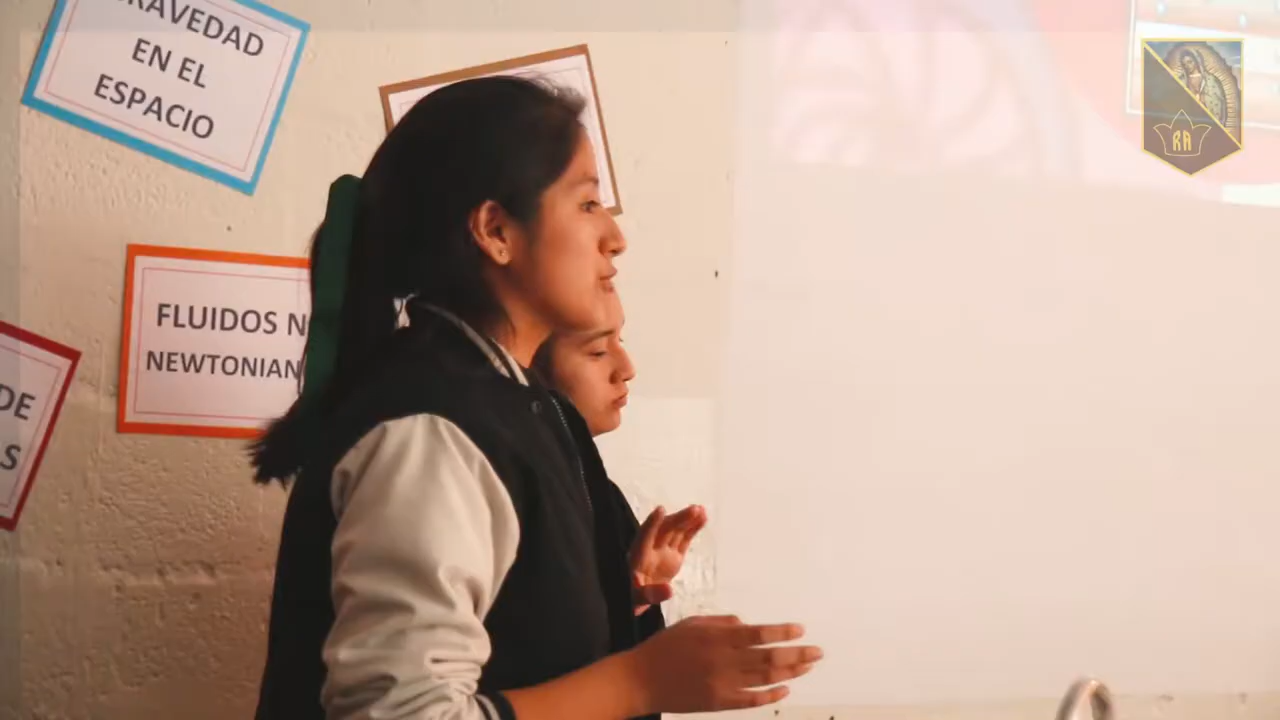 GRAVEDAD
EN EL
ESPACIO
FLUIDOS N
NEWTONIAN
DE
S
RA